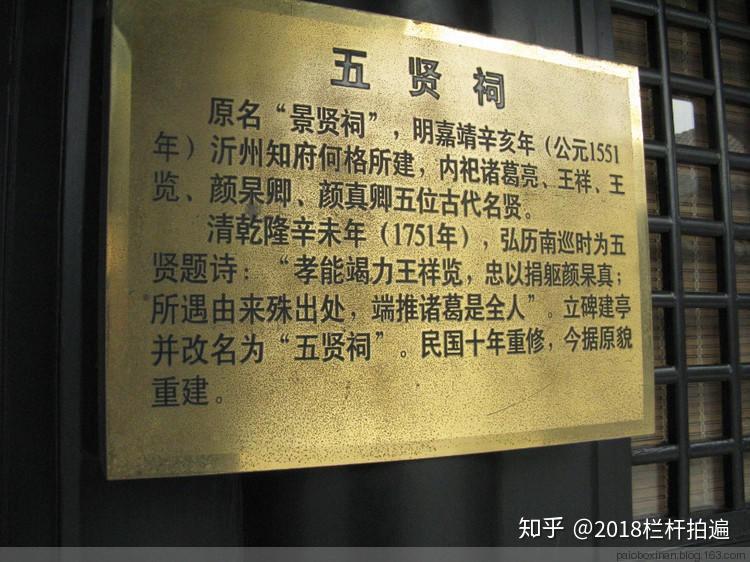 五贤祠
原名“景贤祠”，明嘉靖辛亥年（公元1551
年）沂州知府何格所建，内祀诸葛亮、王祥、王
览、颜杲卿、颜真卿五位古代名贤。
清乾隆辛未年（1751年），弘历南巡时为五
贤题诗：“孝能竭力王祥览，忠以捐躯颜杲真；
所遇由来殊出处，端推诸葛是全人”。立碑建亭
并改名为“五贤祠”。民国十年重修，今据原貌
重建。
知乎 @2018栏杆拍遍
paioboxinan.blog.163.com